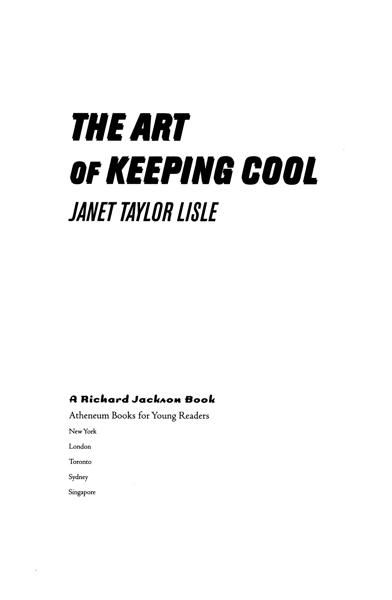 THE ART
OF KEEPING COOL
JANET TAYLOR LISLE
A Richard Jackson Book
Atheneum Books for Young Readers
New York
London
Toronto
Sydney
Singapore